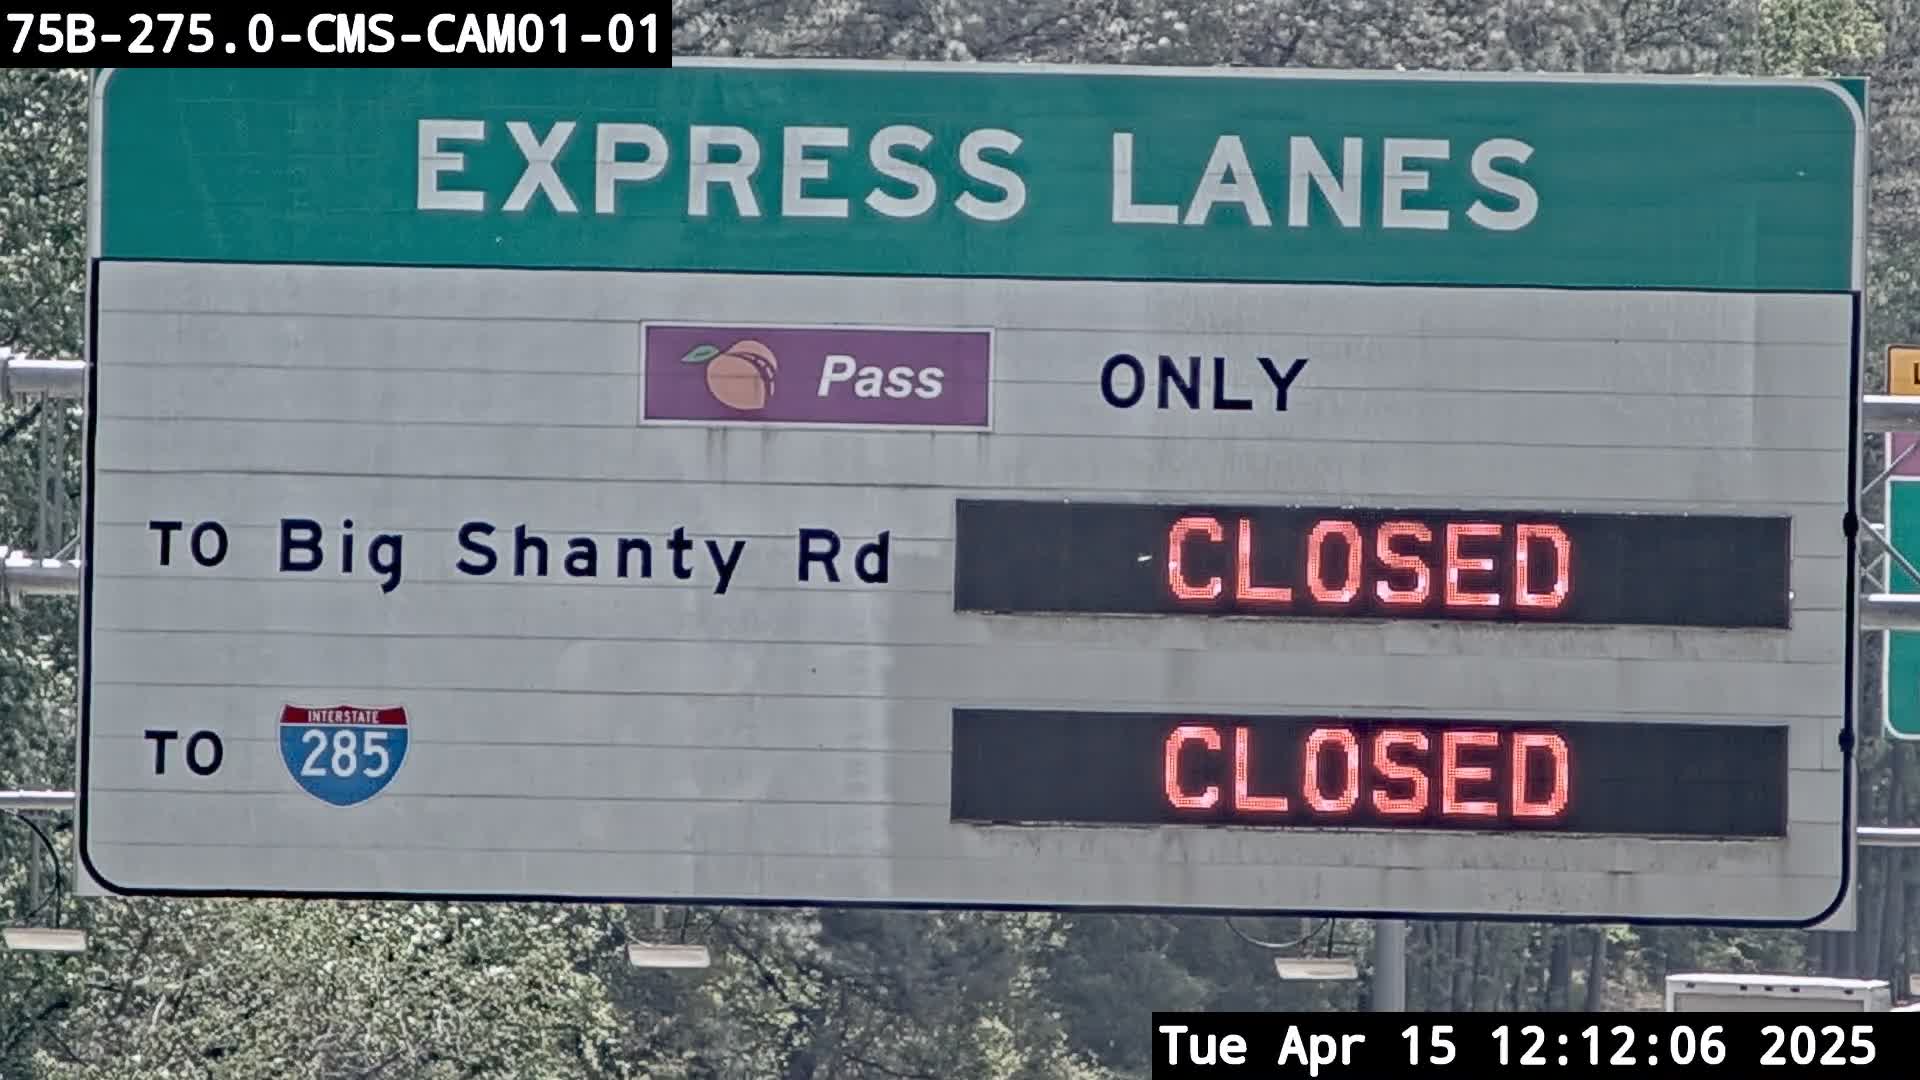 75B-275.0-CMS-CAM01-01
EXPRESS LANES
Pass ONLY
TO Big Shanty Rd CLOSED
INTERSTATE
TO 285 CLOSED
Tue Apr 15 12:12:06 2025